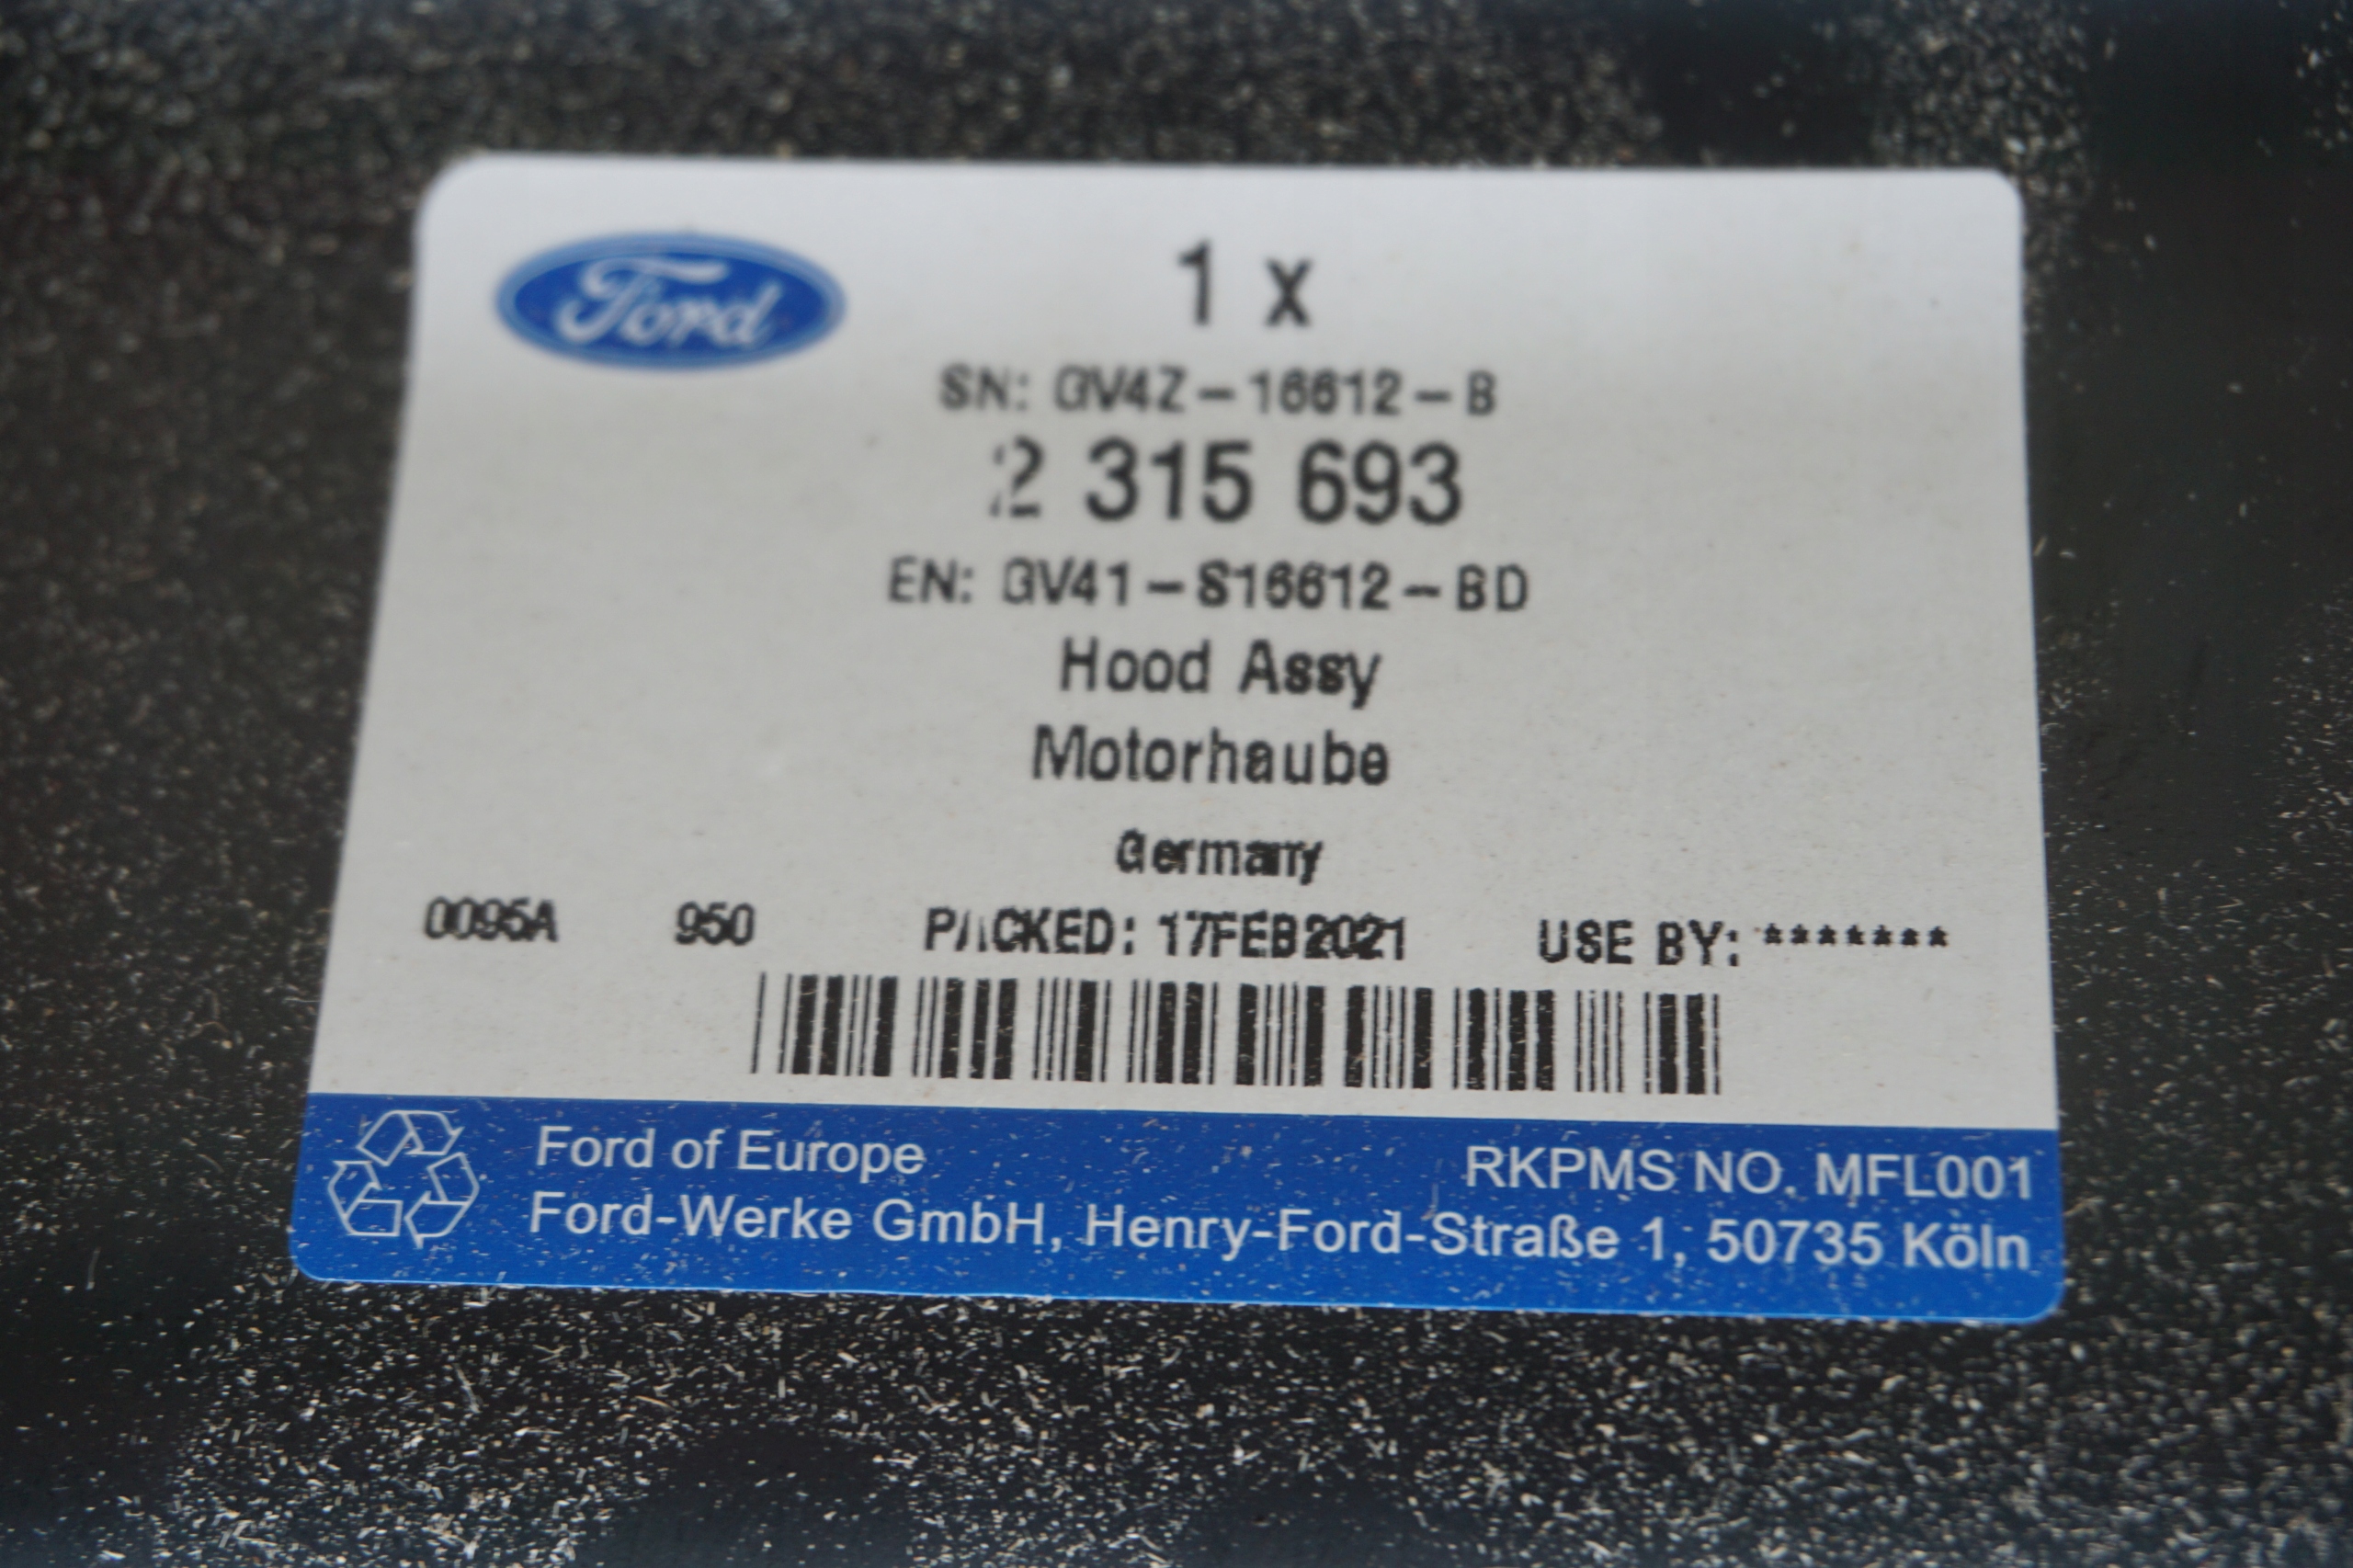 Ford
1 x
SN: GV4Z-16612-B
2 315 693
EN: GV41-S16612-BD
Hood Assy
Motorhaube
Germany
0095A 950 PACKED: 17FEB2021 USE BY: *******
Ford of Europe RKPMS NO. MFL001
Ford-Werke GmbH, Henry-Ford-Straße 1, 50735 Köln